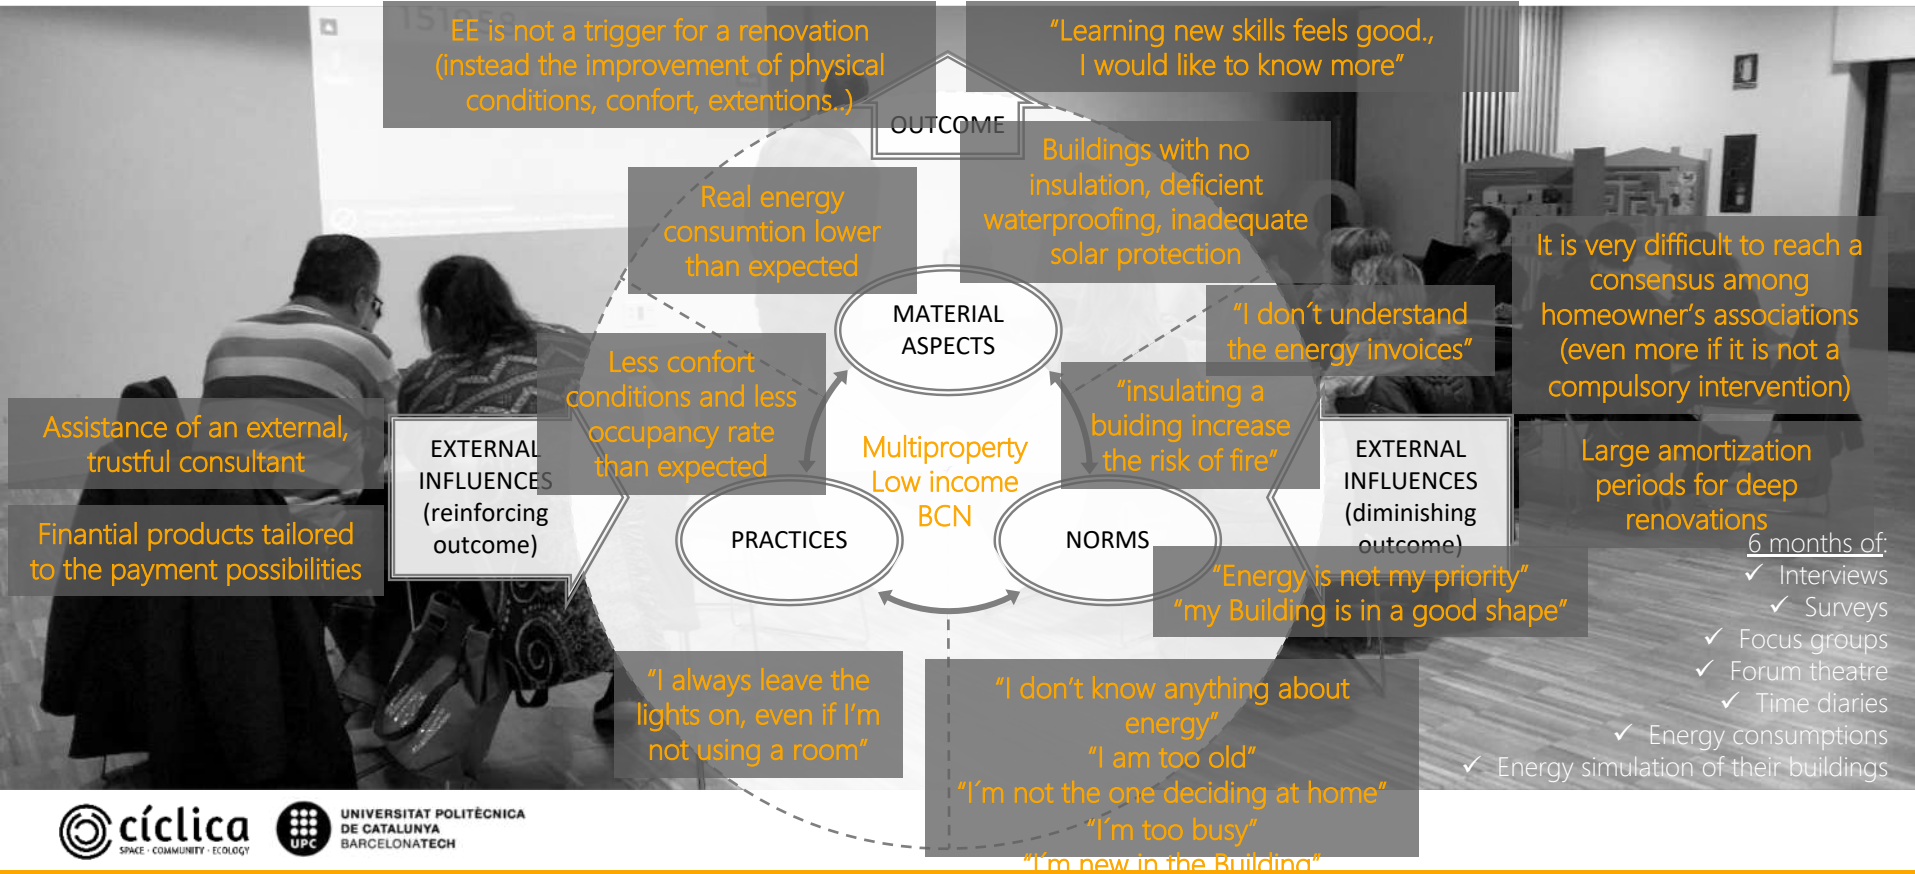 151058
EE is not a trigger for a renovation
(instead the improvement of physical
conditions, confort, extentions..)
"Learning new skills feels good.,
I would like to know more"
OUTCOME
Buildings with no
insulation, deficient
waterproofing, inadequate
solar protection
Real energy
consumtion lower
than expected
It is very difficult to reach a
consensus among
homeowner's associations
(even more if it is not a
compulsory intervention)
MATERIAL
ASPECTS
"I don´t understand
the energy invoices"
Less confort
conditions and less
occupancy rate
than expected
"insulating a
buiding increase
the risk of fire"
Assistance of an external,
trustful consultant
Finantial products tailored
to the payment possibilities
EXTERNAL
INFLUENCES
(reinforcing
outcome)
Multiproperty
Low income
BCN
EXTERNAL
INFLUENCES
(diminishing
outcome)
Large amortization
periods for deep
renovations
PRACTICES
NORMS
"Energy is not my priority"
"my Building is in a good shape"
6 months of:
✓ Interviews
✓ Surveys
✓ Focus groups
✓ Forum theatre
✓ Time diaries
✓ Energy consumptions
✓ Energy simulation of their buildings
"I always leave the
lights on, even if I'm
not using a room"
"I don't know anything about
energy"
"I am too old"
"I´m not the one deciding at home"
"I´m too busy"
"I´m new in the Building"
cíclica
SPACE · COMMUNITY · ECOLOGY
UPC
UNIVERSITAT POLITÈCNICA
DE CATALUNYA
BARCELONATECH